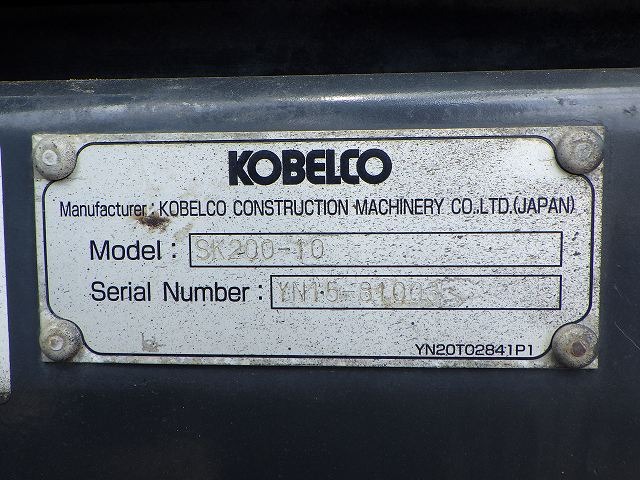 KOBELCO
Manufacturer : KOBELCO CONSTRUCTION MACHINERY CO.,LTD.(JAPAN)
Model : SK200-10
Serial Number :
YN20T02841P1